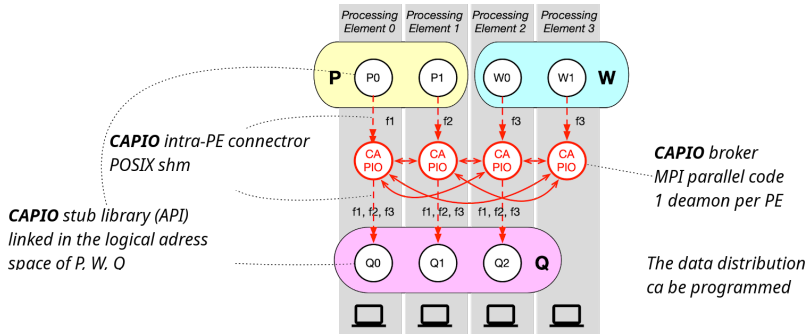 Processing
Element 0
Processing
Element 1
Processing
Element 2
Processing
Element 3
P
P0
P1
W0
W1
W
f1
f2
f3
f3
CAPIO intra-PE connectror
POSIX shm
CA
PIO
CA
PIO
CA
PIO
CA
PIO
CAPIO broker
MPI parallel code
1 deamon per PE
CAPIO stub library (API)
linked in the logical adress
space of P, W, Q
f1, f2, f3
f1, f2, f3
f1, f2, f3
Q0
Q1
Q2
Q
The data distribution
ca be programmed